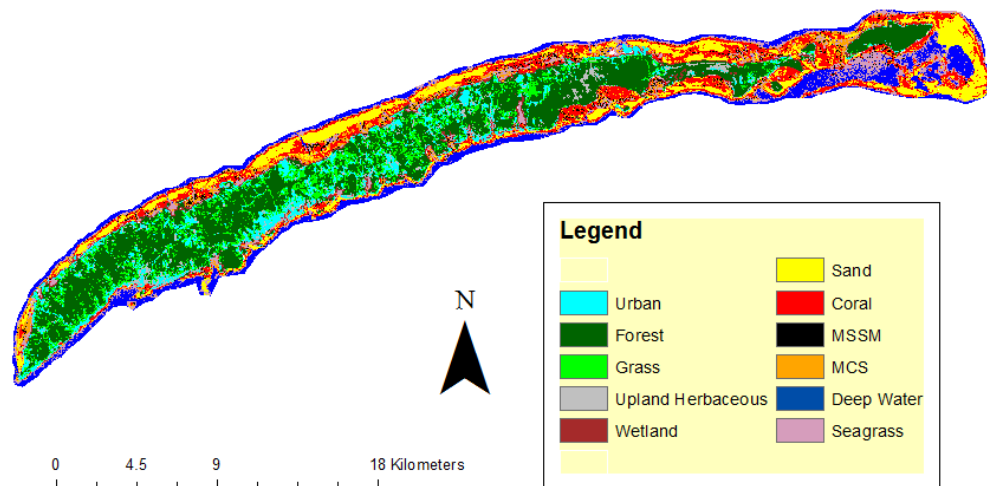 Legend
Sand
Urban
Coral
Forest
MSSM
Grass
MCS
Upland Herbaceous
Deep Water
Wetland
Seagrass
N
0 4.5 9 18 Kilometers